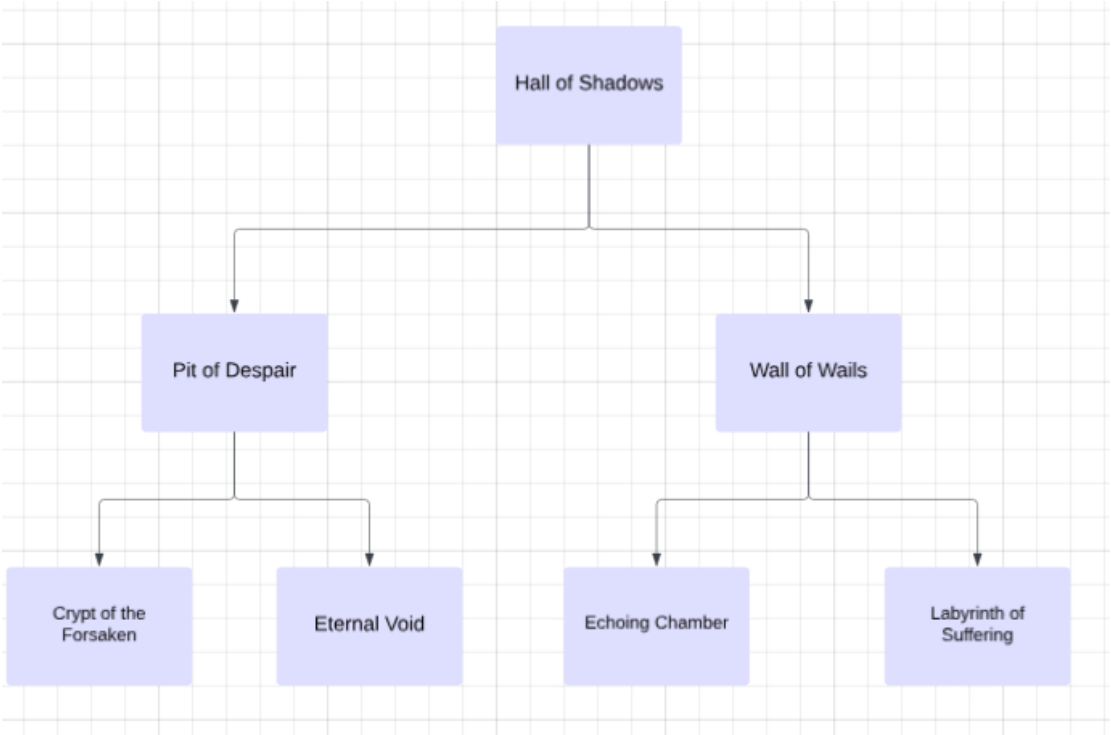 Hall of Shadows
Pit of Despair
Wall of Wails
Crypt of the
Forsaken
Eternal Void
Echoing Chamber
Labyrinth of
Suffering